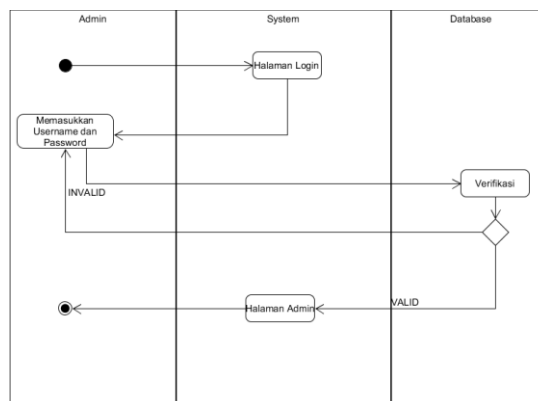 Admin
System
Database
Halaman Login
Memasukkan
Username dan
Password
Verifikasi
INVALID
VALID
Halaman Admin